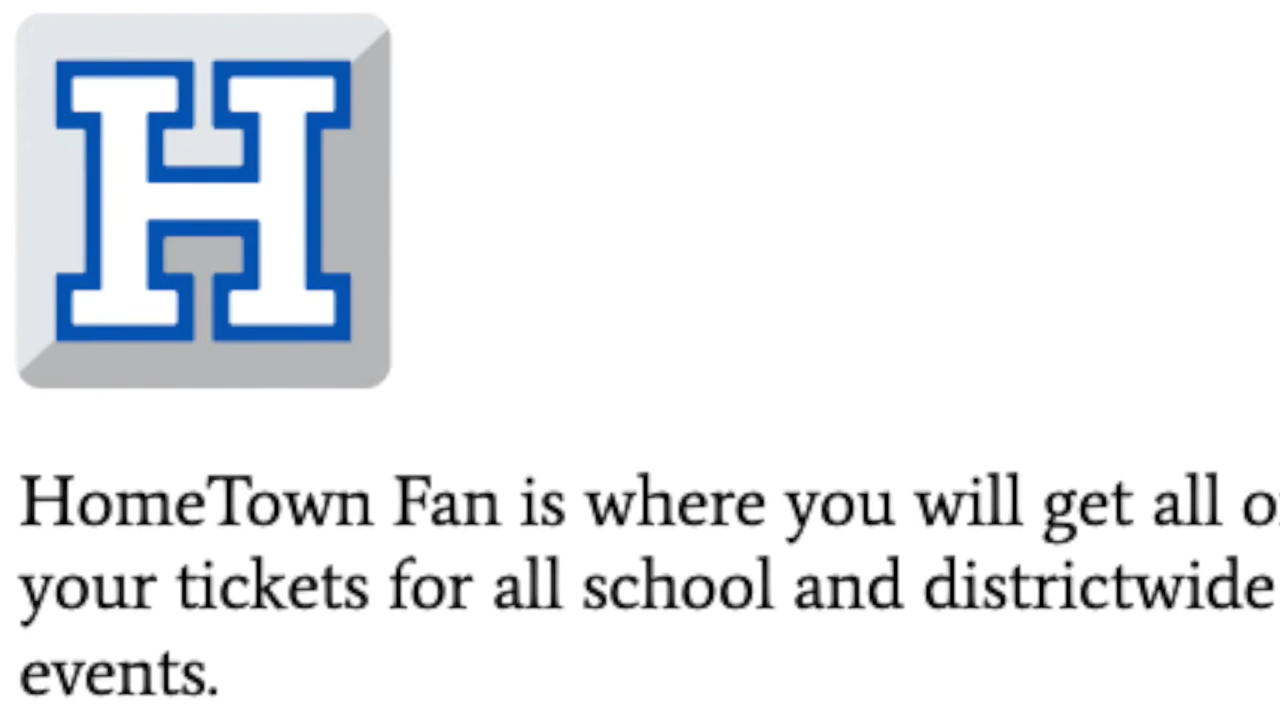 H
HomeTown Fan is where you will get all
your tickets for all school and districtwide
events.